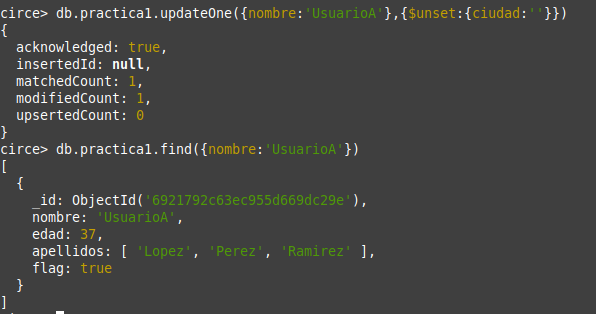 circe> db.practica1.updateOne({nombre:'UsuarioA'},{$unset:{ciudad:''}})
{
  acknowledged: true,
  insertedId: null,
  matchedCount: 1,
  modifiedCount: 1,
  upsertedCount: 0
}
circe> db.practica1.find({nombre:'UsuarioA'})
[
  {
    _id: ObjectId('6921792c63ec955d669dc29e'),
    nombre: 'UsuarioA',
    edad: 37,
    apellidos: [ 'Lopez', 'Perez', 'Ramirez' ],
    flag: true
  }
]